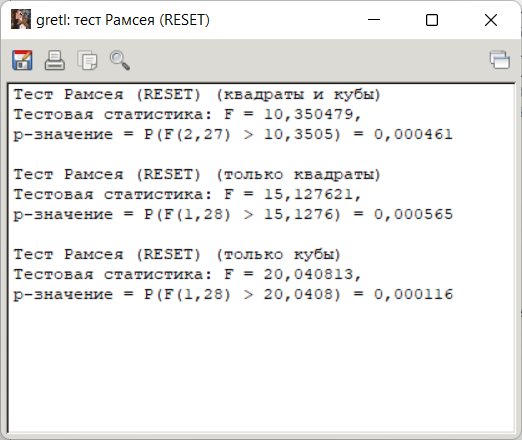 gretl: тест Рамсея (RESET)
Тест Рамсея (RESET) (квадраты и кубы)
Тестовая статистика: F = 10,350479,
р-значение = P(F(2,27) > 10,3505) = 0,000461
Тест Рамсея (RESET) (только квадраты)
Тестовая статистика: F = 15,127621,
р-значение = P(F(1,28) > 15,1276) = 0,000565
Тест Рамсея (RESET) (только кубы)
Тестовая статистика: F = 20,040813,
р-значение = P(F(1,28) > 20,0408) = 0,000116